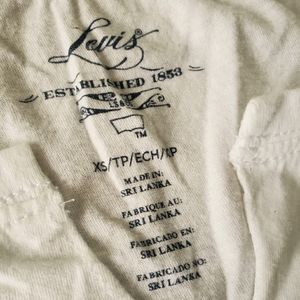 Levi's
ESTABLISHED 1853
TM
XS/TP/ECH/XP
MADE IN:
SRI LANKA
FABRIQUE AU:
SRI LANKA
FABRICADO EN:
SRI LANKA
FABRICADO NO:
SRI LANKA